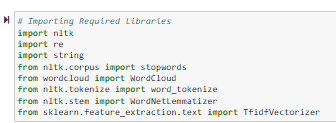 # Importing Required libraries
import nltk
import re
import string
from nltk.corpus import stopwords
from wordcloud import WordCloud
from nltk.tokenize import word_tokenize
from nltk.stem import WordNetLemmatizer
from sklearn.feature_extraction.text import TfidfVectorizer